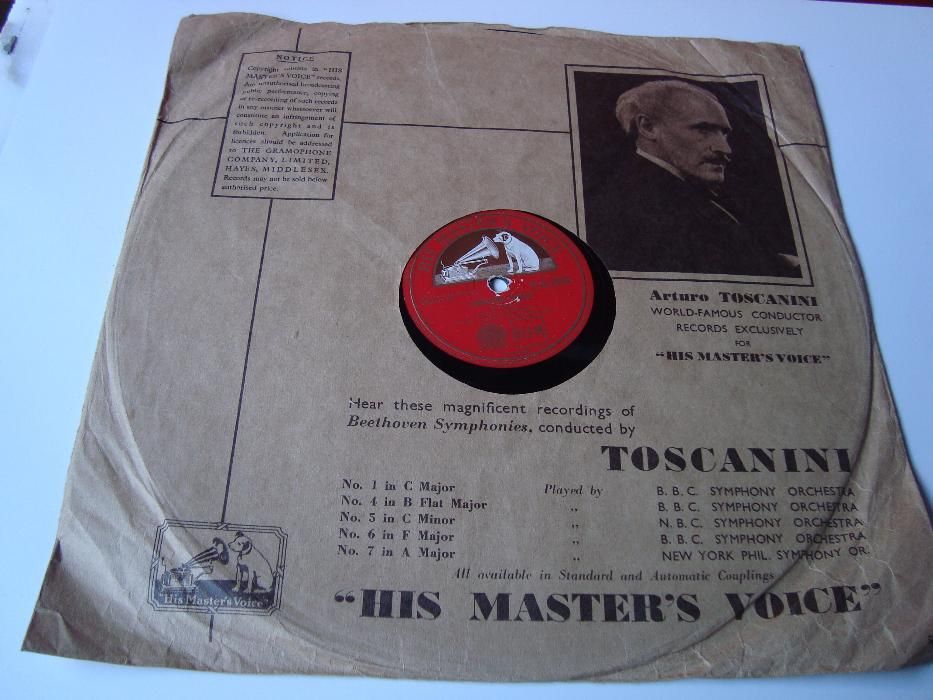 NOTICE
Copyright subsists in "HIS
MASTER'S VOICE" records.
Any unauthorised broadcasting
public performance, copying
or re-recording of such records
in any manner whatsoever will
constitute an infringement of
such copyright and is
forbidden. Application for
licences should be addressed
to THE GRAMOPHONE
COMPANY, LIMITED,
HAYES, MIDDLESEX.
Records may not be sold below
authorised price.
Arturo TOSCANINI
WORLD-FAMOUS CONDUCTOR
RECORDS EXCLUSIVELY
FOR
"HIS MASTER'S VOICE"
Hear these magnificent recordings of
Beethoven Symphonies, conducted by
TOSCANINI
No. 1 in C Major Played by B. B. C. SYMPHONY ORCHESTRA
No. 4 in B Flat Major ,, B. B. C. SYMPHONY ORCHESTRA
No. 5 in C Minor ,, N. B. C. SYMPHONY ORCHESTRA
No. 6 in F Major ,, B. B. C. SYMPHONY ORCHESTRA
No. 7 in A Major ,, NEW YORK PHIL. SYMPHONY OR.
All available in Standard and Automatic Couplings
"HIS MASTER'S VOICE"
"His Master's Voice"